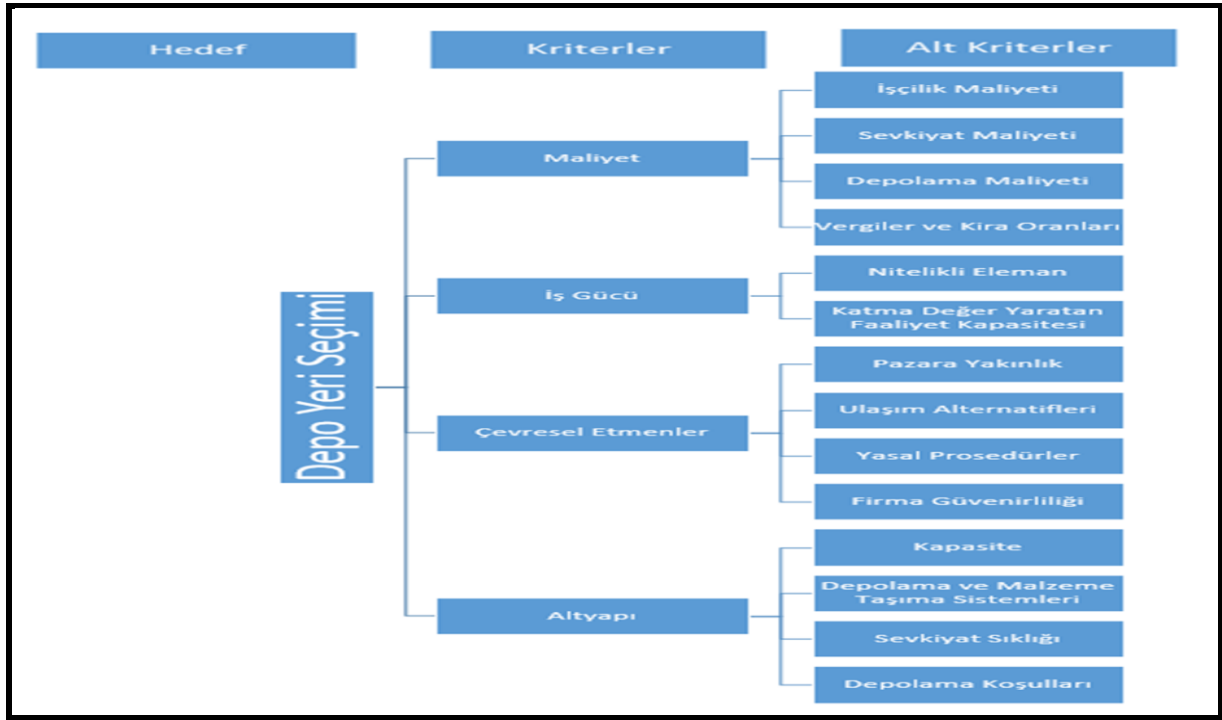 Hedef
Kriterler
Alt Kriterler
Depo Yeri Seçimi
Maliyet
İşçilik Maliyeti
Sevkiyat Maliyeti
Depolama Maliyeti
Vergiler ve Kira Oranları
İş Gücü
Nitelikli Eleman
Katma Değer Yaratan
Faaliyet Kapasitesi
Çevresel Etmenler
Pazara Yakınlık
Ulaşım Alternatifleri
Yasal Prosedürler
Firma Güvenirliliği
Altyapı
Kapasite
Depolama ve Malzeme
Taşıma Sistemleri
Sevkiyat Sıklığı
Depolama Koşulları